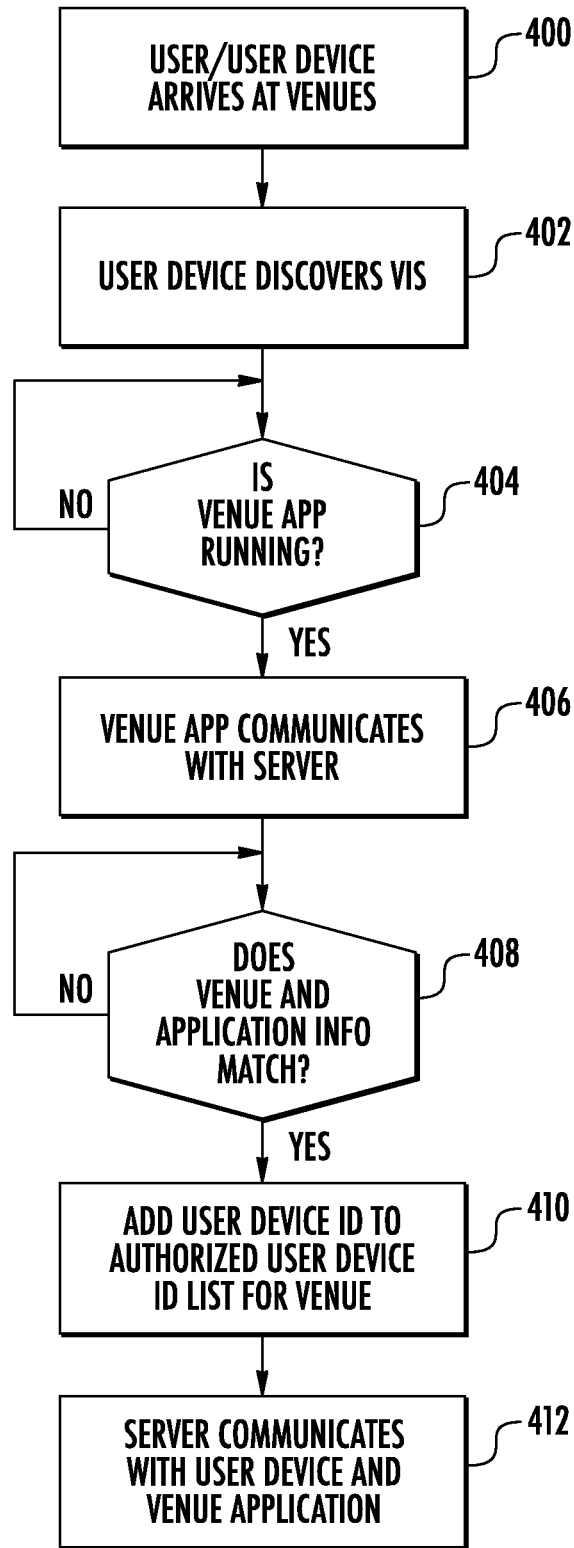 USER/USER DEVICE
ARRIVES AT VENUES
400
USER DEVICE DISCOVERS VIS
402
IS
VENUE APP
RUNNING?
404
NO
YES
VENUE APP COMMUNICATES
WITH SERVER
406
DOES
VENUE AND
APPLICATION INFO
MATCH?
408
NO
YES
ADD USER DEVICE ID TO
AUTHORIZED USER DEVICE
ID LIST FOR VENUE
410
SERVER COMMUNICATES
WITH USER DEVICE AND
VENUE APPLICATION
412